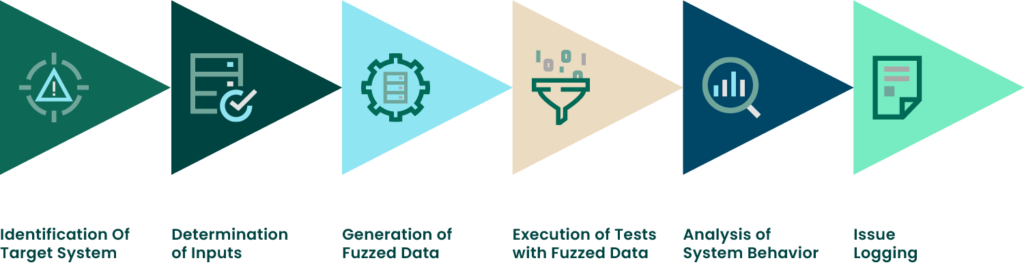 Identification Of
Target System
Determination
of Inputs
Generation of
Fuzzed Data
Execution of Tests
with Fuzzed Data
Analysis of
System Behavior
Issue
Logging